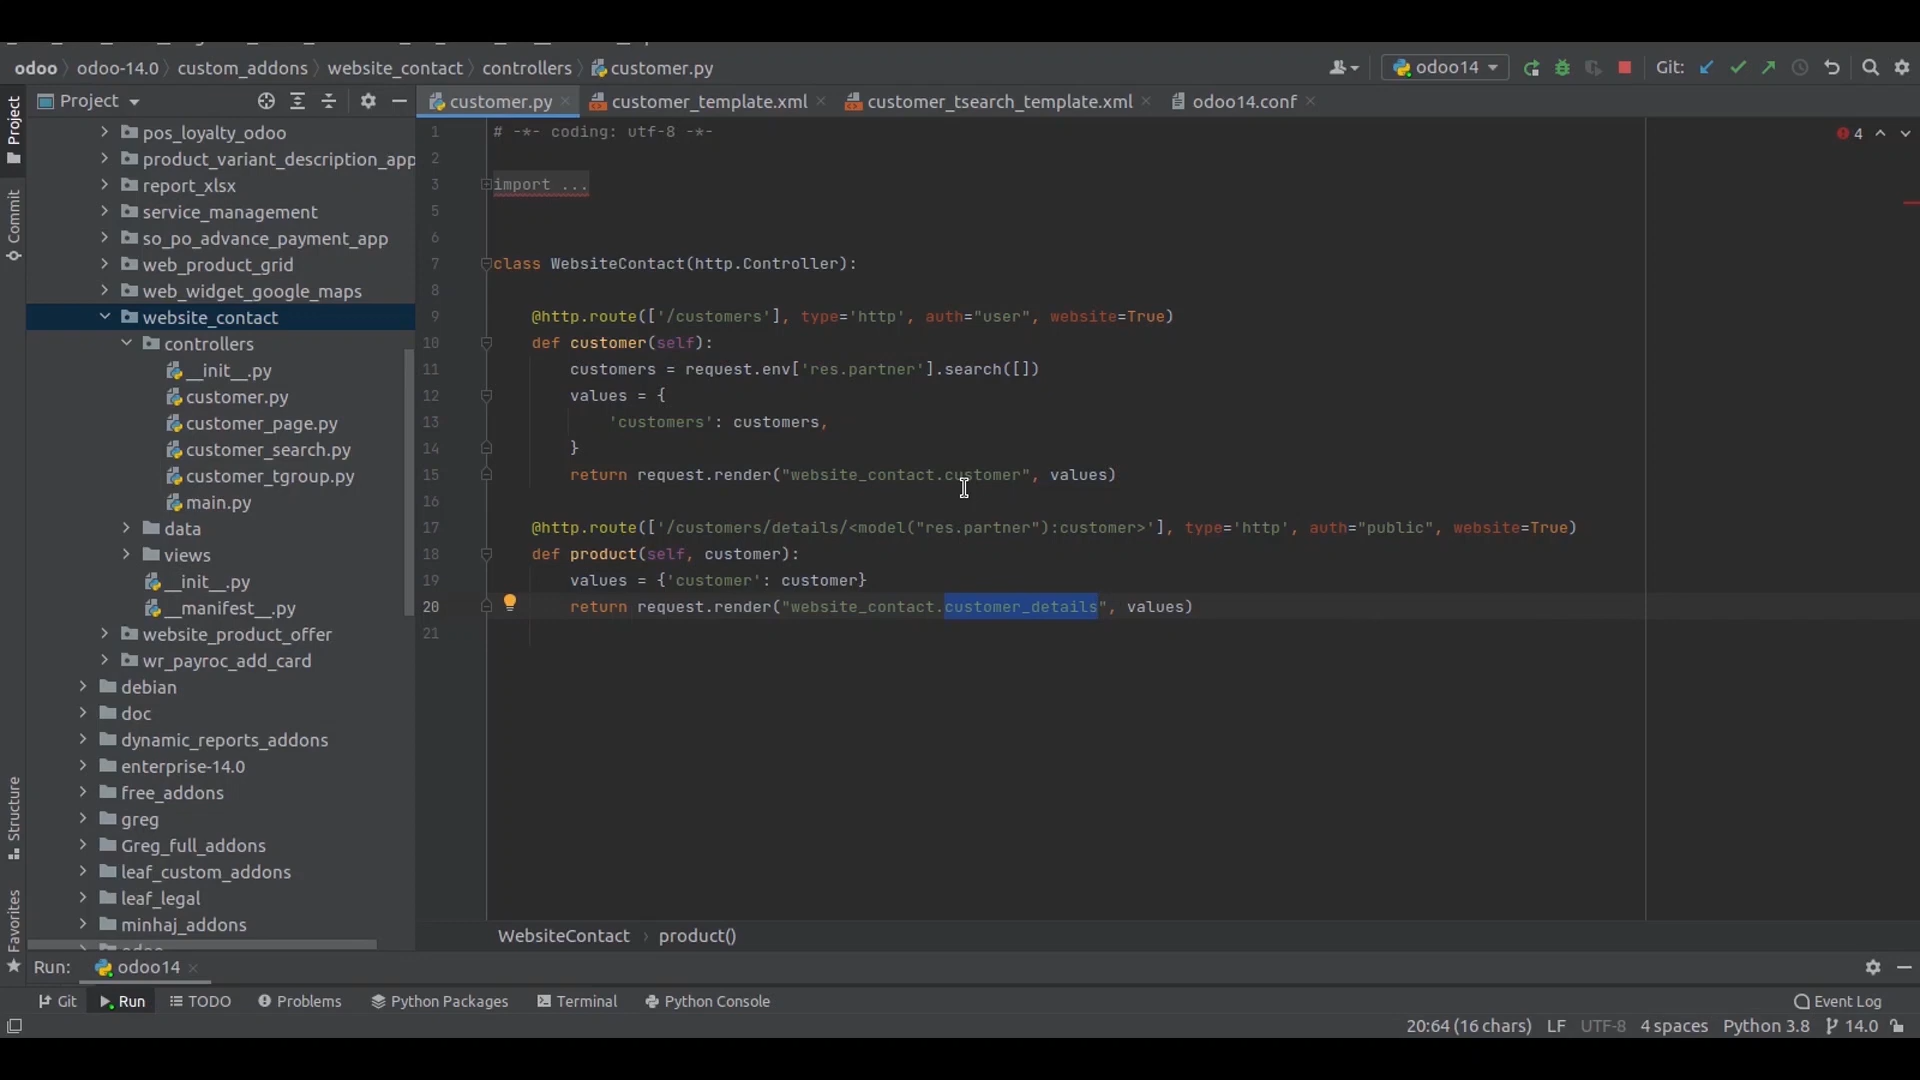 odoo odoo-14.0 custom_addons website_contact controllers customer.py odoo14 Git:
Project customer.py customer_template.xml customer_tsearch_template.xml odoo14.conf
Project
Commit
Structure
Favorites
pos_loyalty_odoo
product_variant_description_app
report_xlsx
service_management
so_po_advance_payment_app
web_product_grid
web_widget_google_maps
website_contact
controllers
__init__.py
customer.py
customer_page.py
customer_search.py
customer_tgroup.py
main.py
data
views
__init__.py
__manifest__.py
website_product_offer
wr_payroc_add_card
debian
doc
dynamic_reports_addons
enterprise-14.0
free_addons
greg
Greg_full_addons
leaf_custom_addons
leaf_legal
minhaj_addons
4
1 # -*- coding: utf-8 -*-
2
3 import ...
5
6
7 class WebsiteContact(http.Controller):
8
9 @http.route(['/customers'], type='http', auth="user", website=True)
10 def customer(self):
11 customers = request.env['res.partner'].search([])
12 values = {
13 'customers': customers,
14 }
15 return request.render("website_contact.customer", values)
16
17 @http.route(['/customers/details/<model("res.partner"):customer>'], type='http', auth="public", website=True)
18 def product(self, customer):
19 values = {'customer': customer}
20 return request.render("website_contact.customer_details", values)
21
WebsiteContact product()
Run: odoo14
Git Run TODO Problems Python Packages Terminal Python Console Event Log
20:64 (16 chars) LF UTF-8 4 spaces Python 3.8 14.0